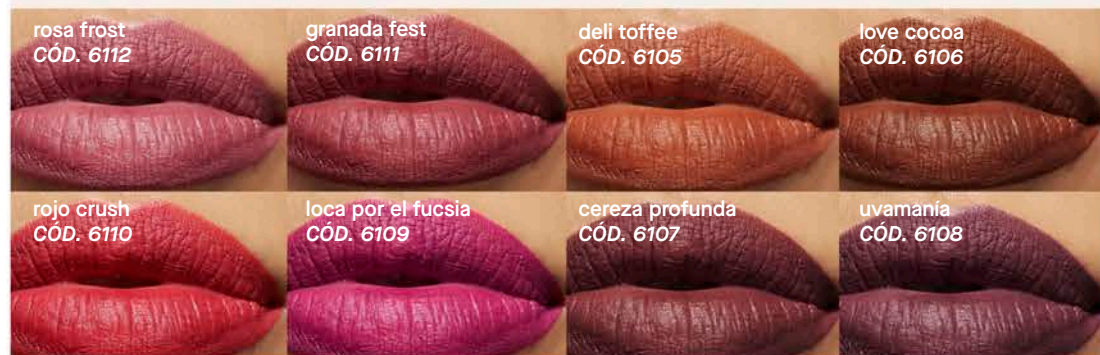 rosa frost
CÓD. 6112
granada fest
CÓD. 6111
deli toffee
CÓD. 6105
love cocoa
CÓD. 6106
rojo crush
CÓD. 6110
loca por el fucsia
CÓD. 6109
cereza profunda
CÓD. 6107
uvamanía
CÓD. 6108